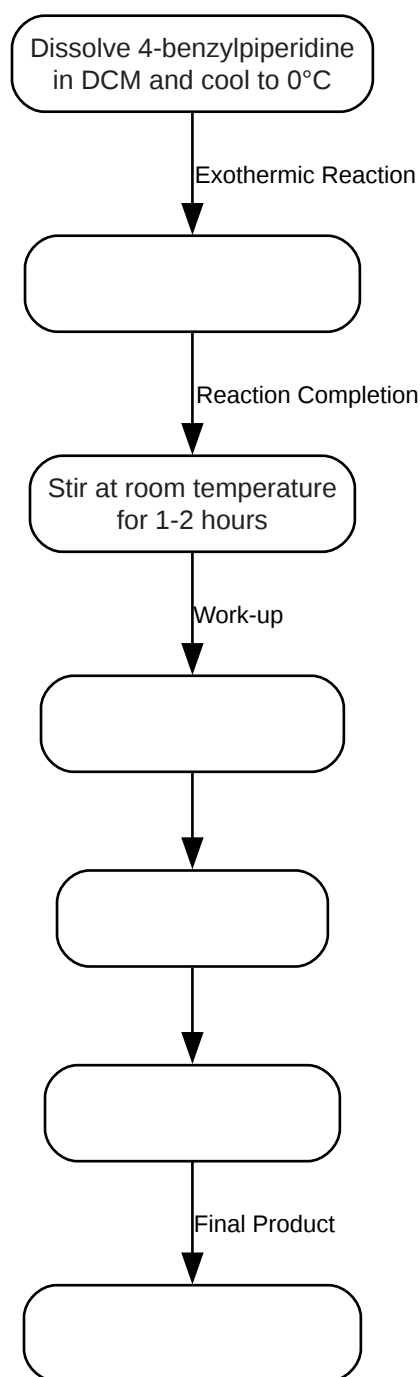 Dissolve 4-benzylpiperidine
in DCM and cool to 0°C
Exothermic Reaction
Reaction Completion
Stir at room temperature
for 1-2 hours
Work-up
Final Product